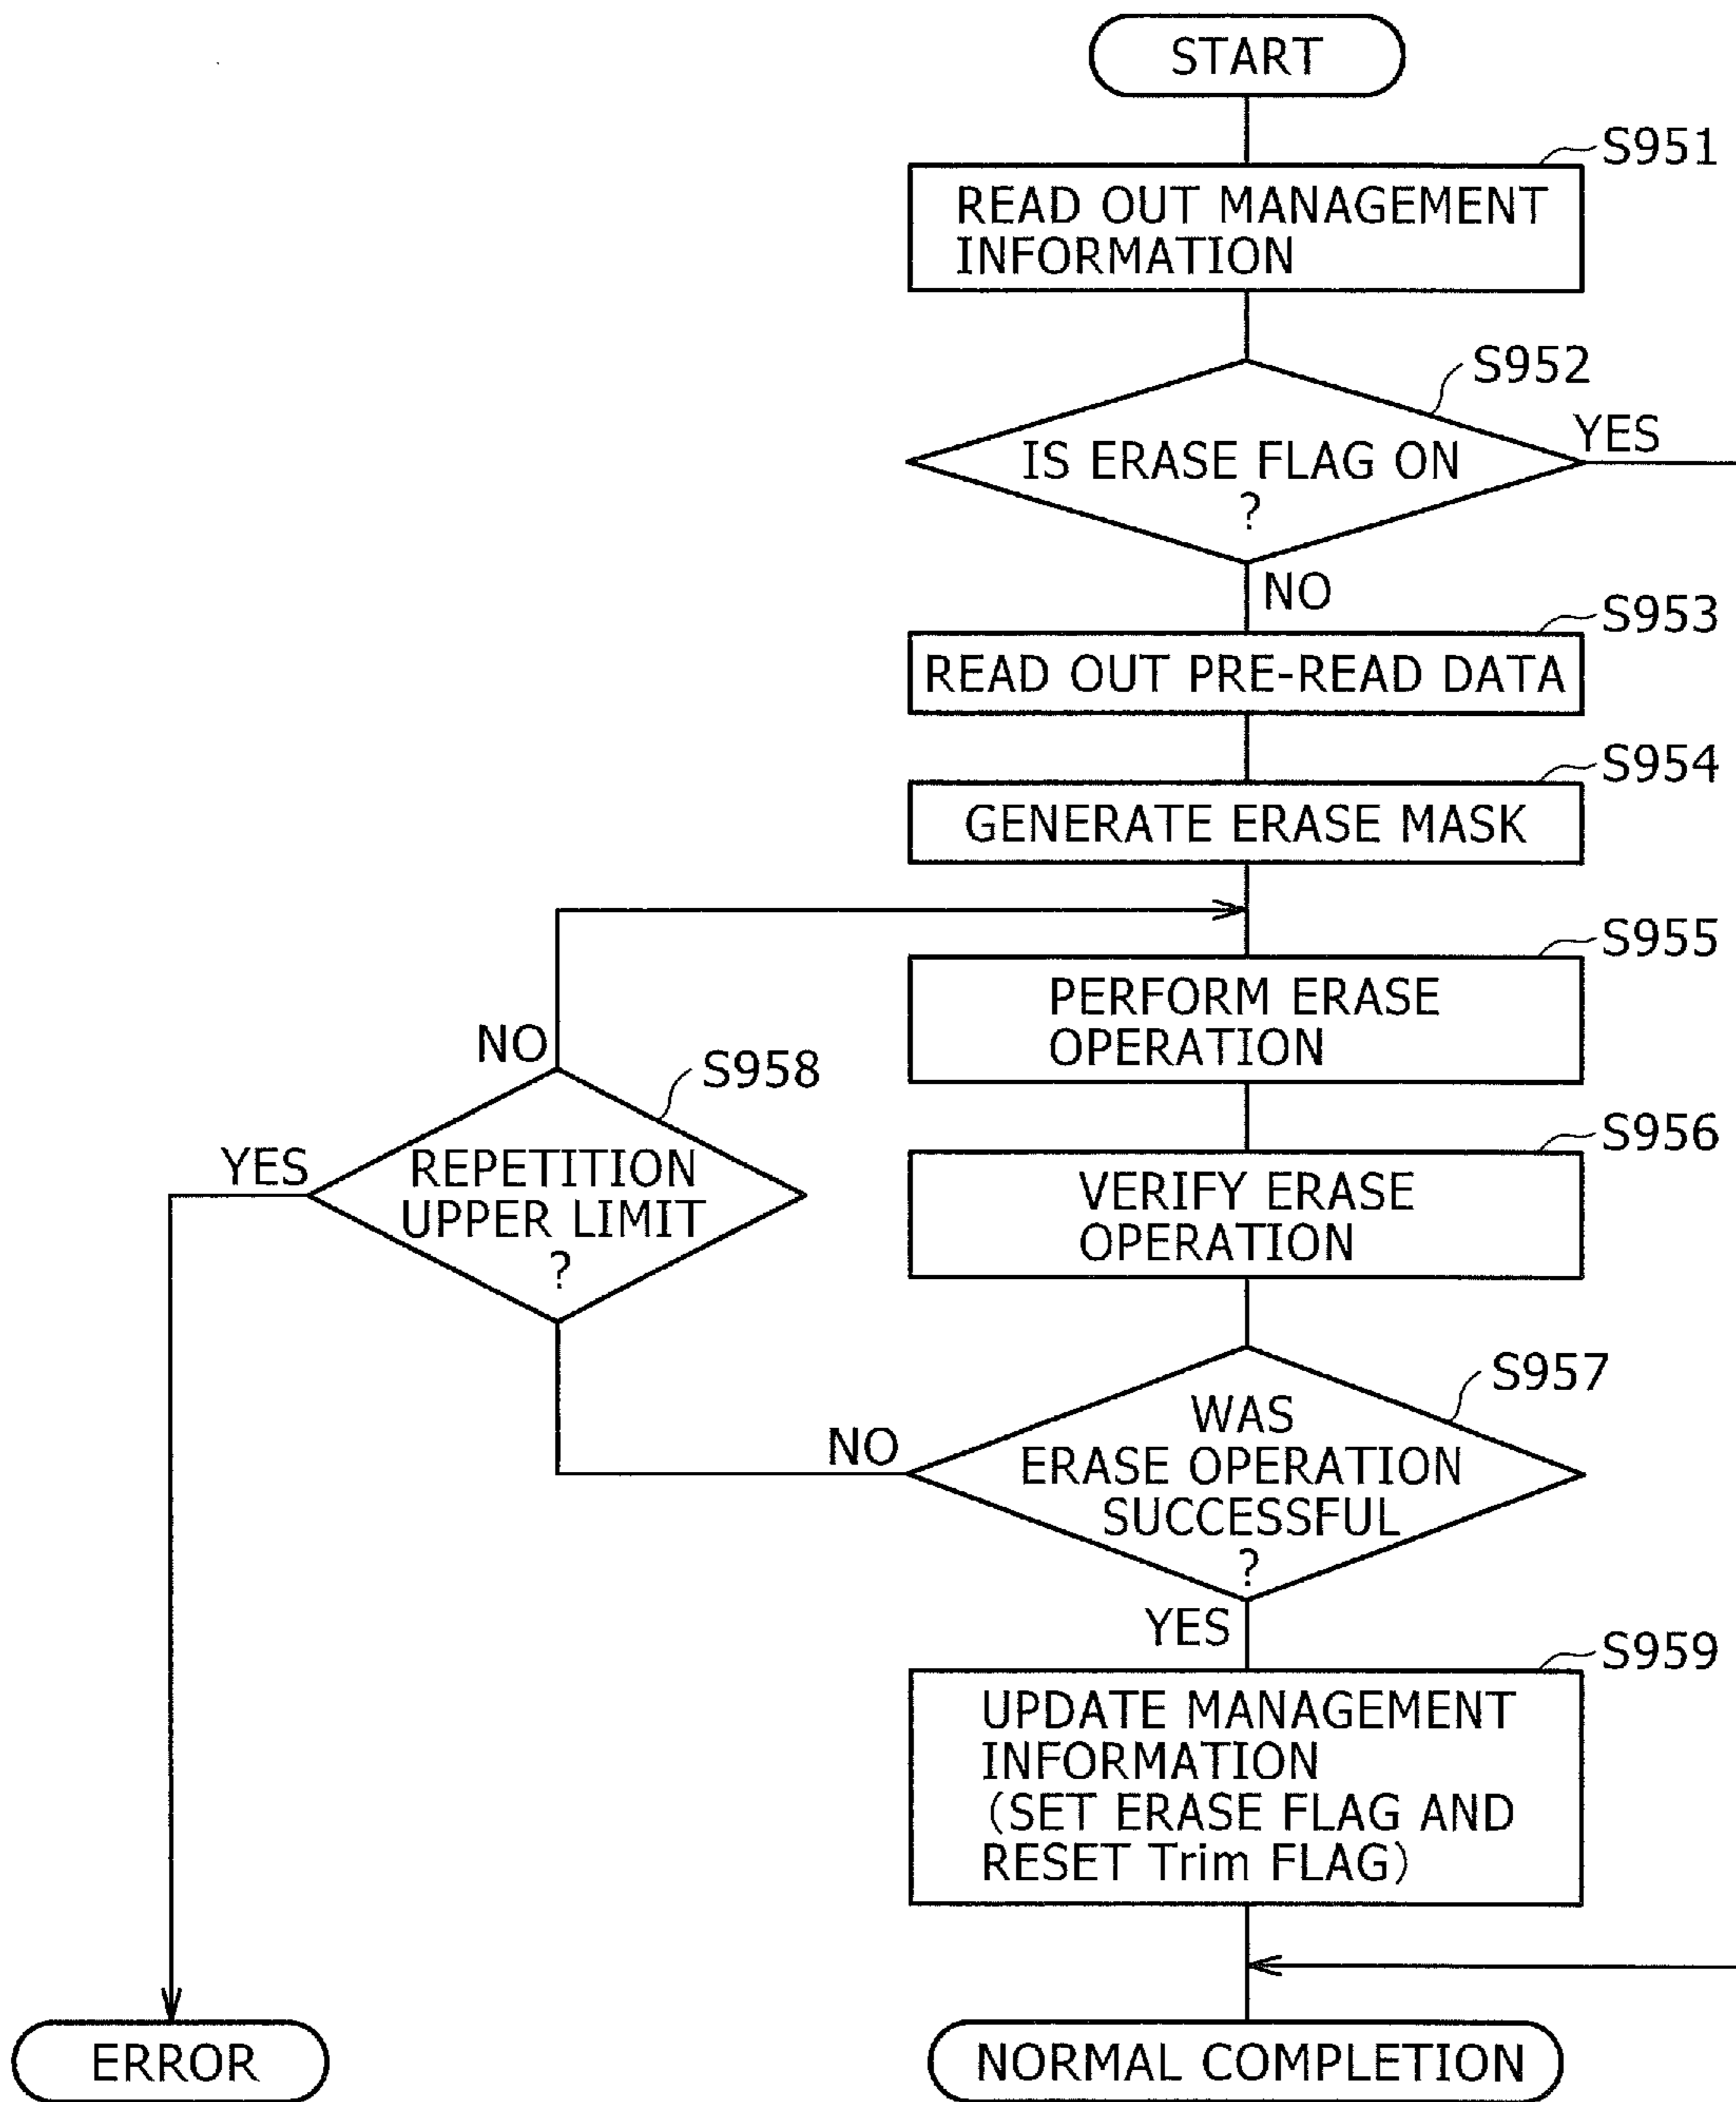 START
S951
READ OUT MANAGEMENT
INFORMATION
S952
IS ERASE FLAG ON
?
YES
NO
S953
READ OUT PRE-READ DATA
S954
GENERATE ERASE MASK
S955
PERFORM ERASE
OPERATION
NO
S958
YES
REPETITION
UPPER LIMIT
?
S956
VERIFY ERASE
OPERATION
S957
NO
WAS
ERASE OPERATION
SUCCESSFUL
?
YES
S959
UPDATE MANAGEMENT
INFORMATION
(SET ERASE FLAG AND
RESET Trim FLAG)
ERROR
NORMAL COMPLETION